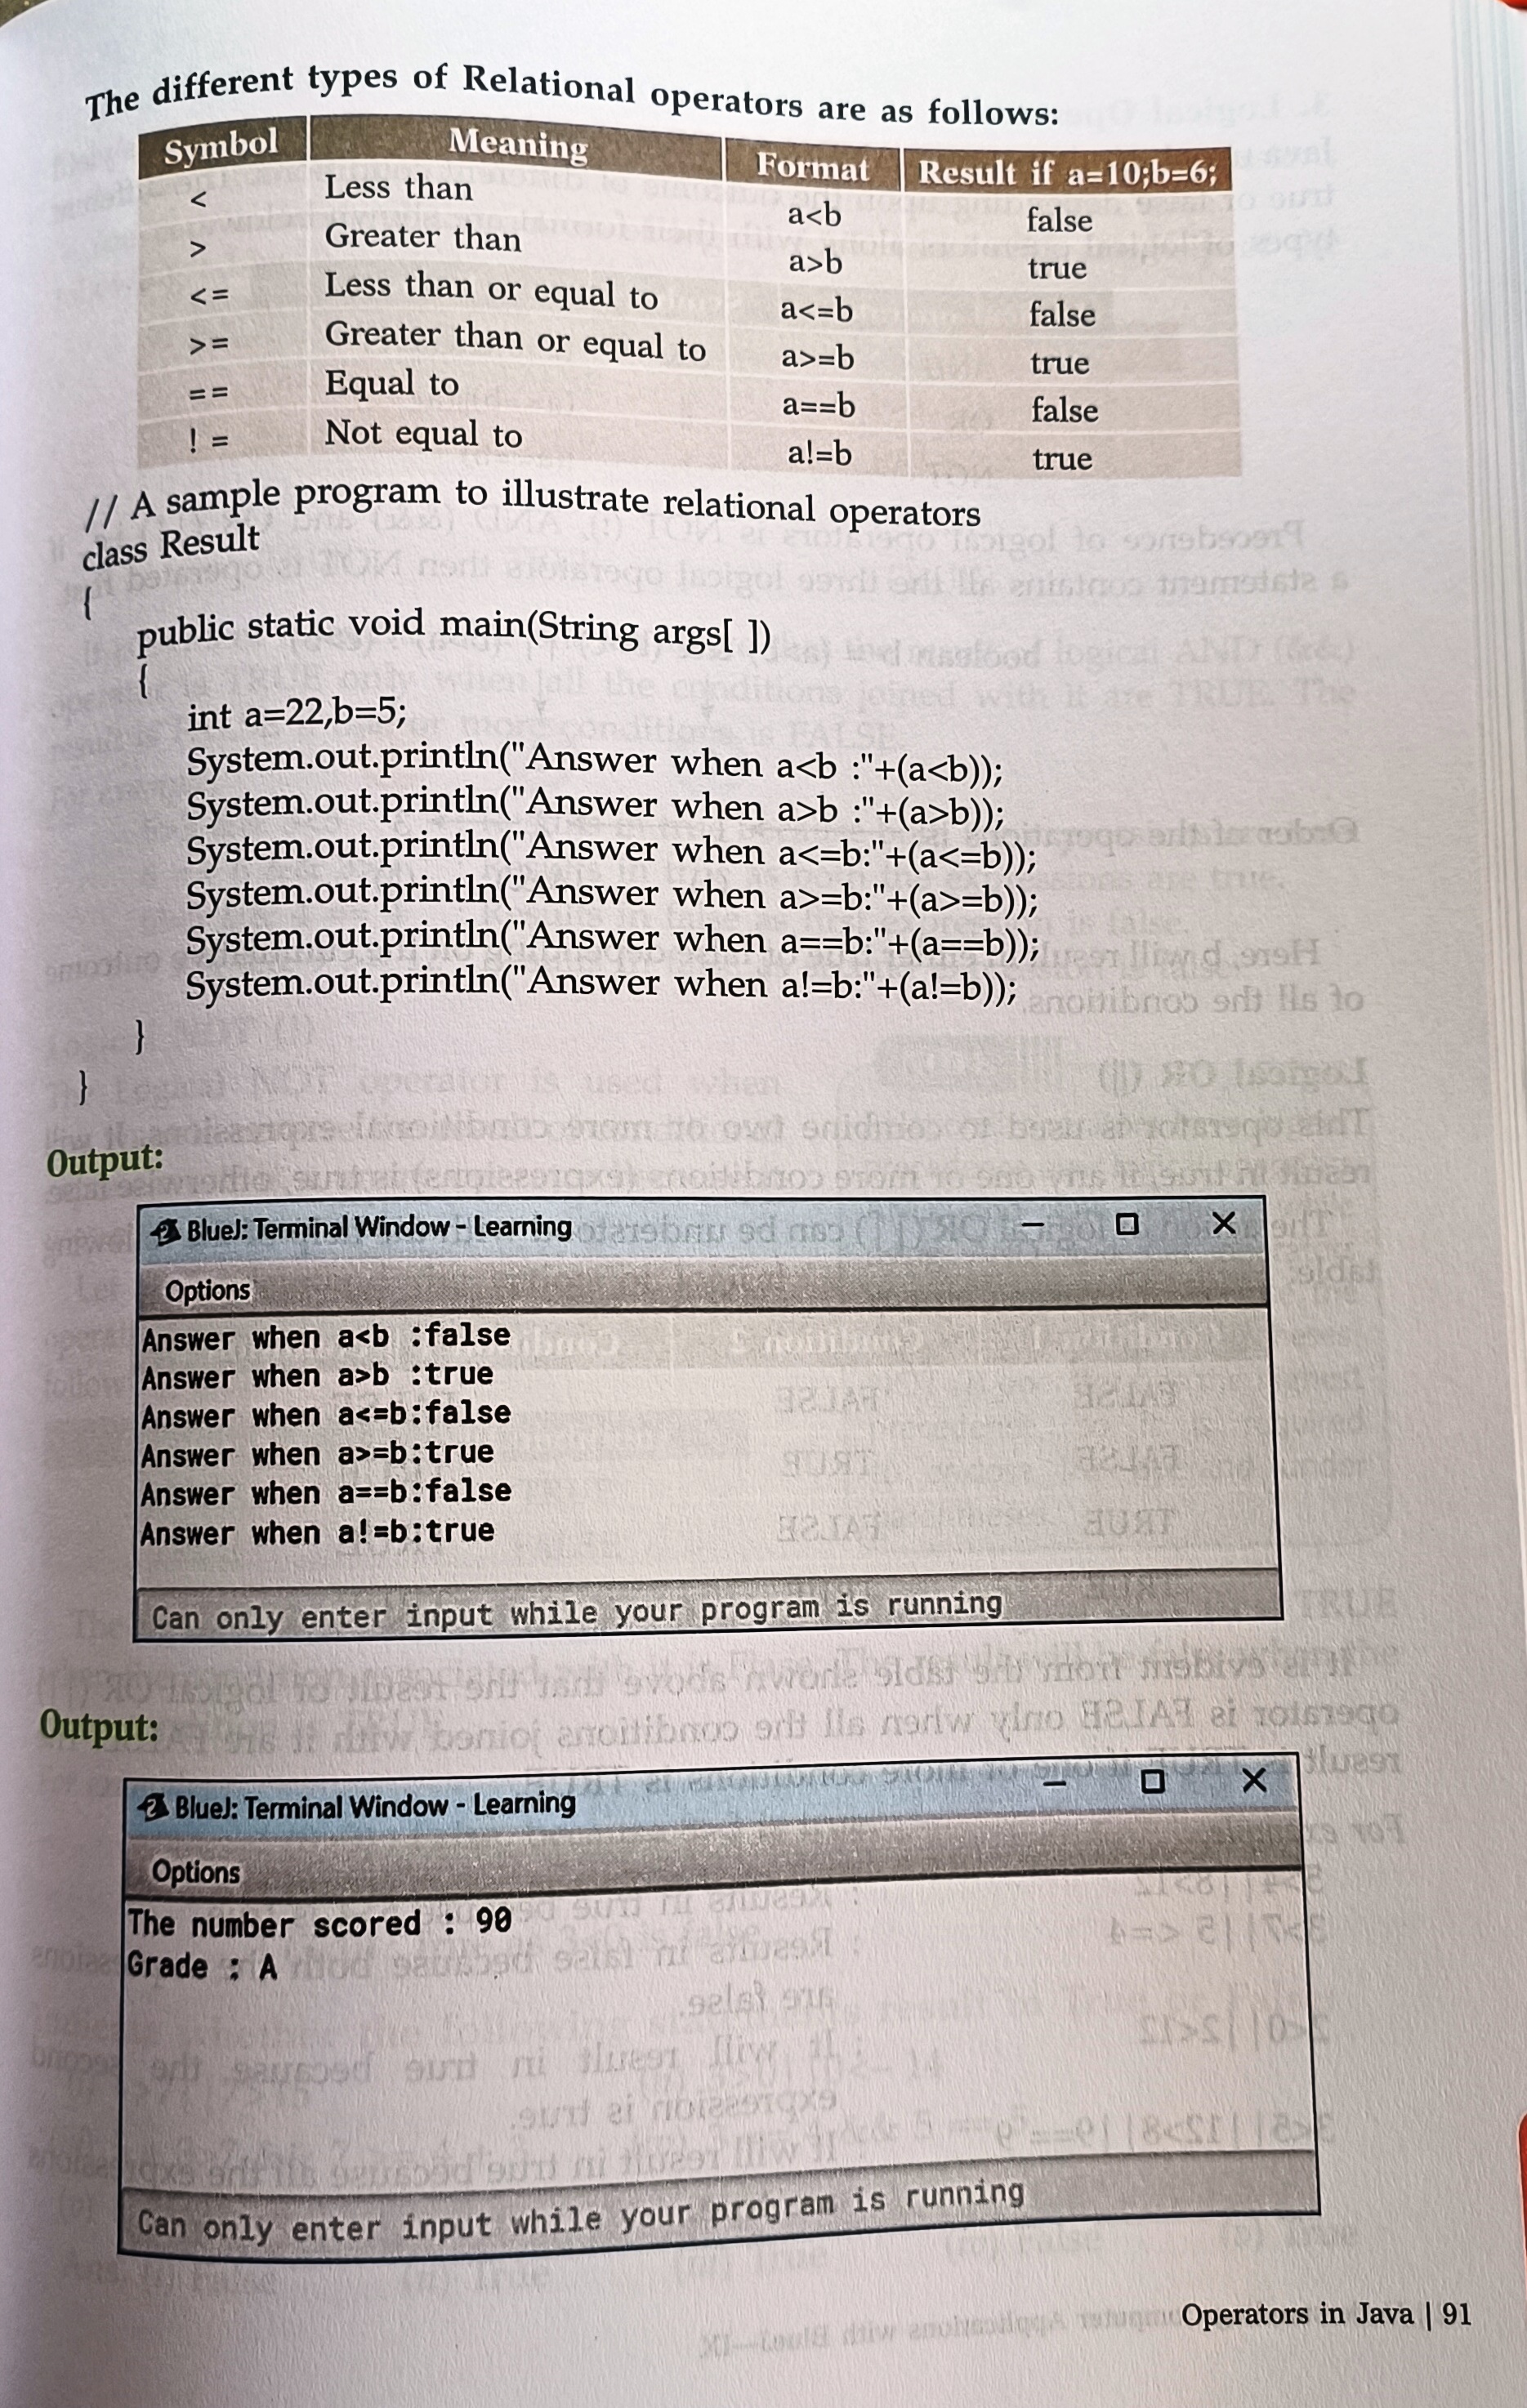 The different types of Relational operators are as follows:
Symbol Meaning Format Result if a=10;b=6;
< Less than a<b false
> Greater than a>b true
<= Less than or equal to a<=b false
>= Greater than or equal to a>=b true
== Equal to a==b false
! = Not equal to a!=b true
// A sample program to illustrate relational operators
class Result
{
public static void main(String args[ ])
{
int a=22,b=5;
System.out.println("Answer when a<b :"+(a<b));
System.out.println("Answer when a>b :"+(a>b));
System.out.println("Answer when a<=b:"+(a<=b));
System.out.println("Answer when a>=b:"+(a>=b));
System.out.println("Answer when a==b:"+(a==b));
System.out.println("Answer when a!=b:"+(a!=b));
}
}
Output:
BlueJ: Terminal Window - Learning
Options
Answer when a<b :false
Answer when a>b :true
Answer when a<=b:false
Answer when a>=b:true
Answer when a==b:false
Answer when a!=b:true
Can only enter input while your program is running
Output:
BlueJ: Terminal Window - Learning
Options
The number scored : 90
Grade : A
Can only enter input while your program is running
Operators in Java | 91